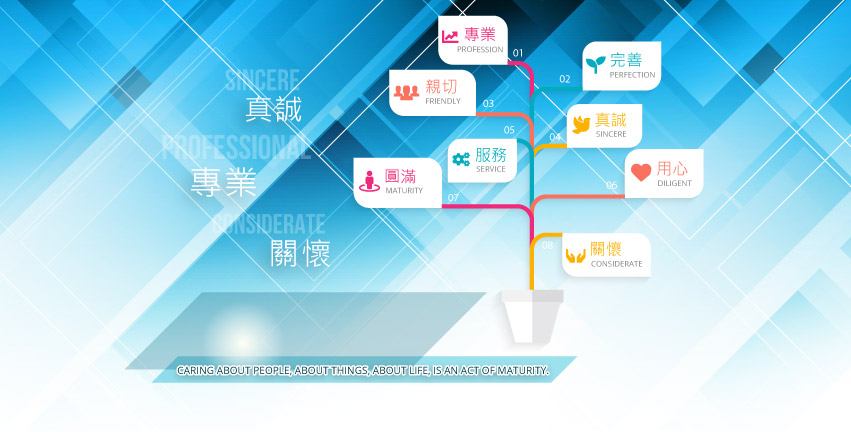 SINCERE
真誠
PROFESSIONAL
專業
CONSIDERATE
關懷
專業
PROFESSION
01
完善
PERFECTION
02
親切
FRIENDLY
03
真誠
SINCERE
04
服務
SERVICE
05
用心
DILIGENT
06
圓滿
MATURITY
07
關懷
CONSIDERATE
08
CARING ABOUT PEOPLE, ABOUT THINGS, ABOUT LIFE, IS AN ACT OF MATURITY.